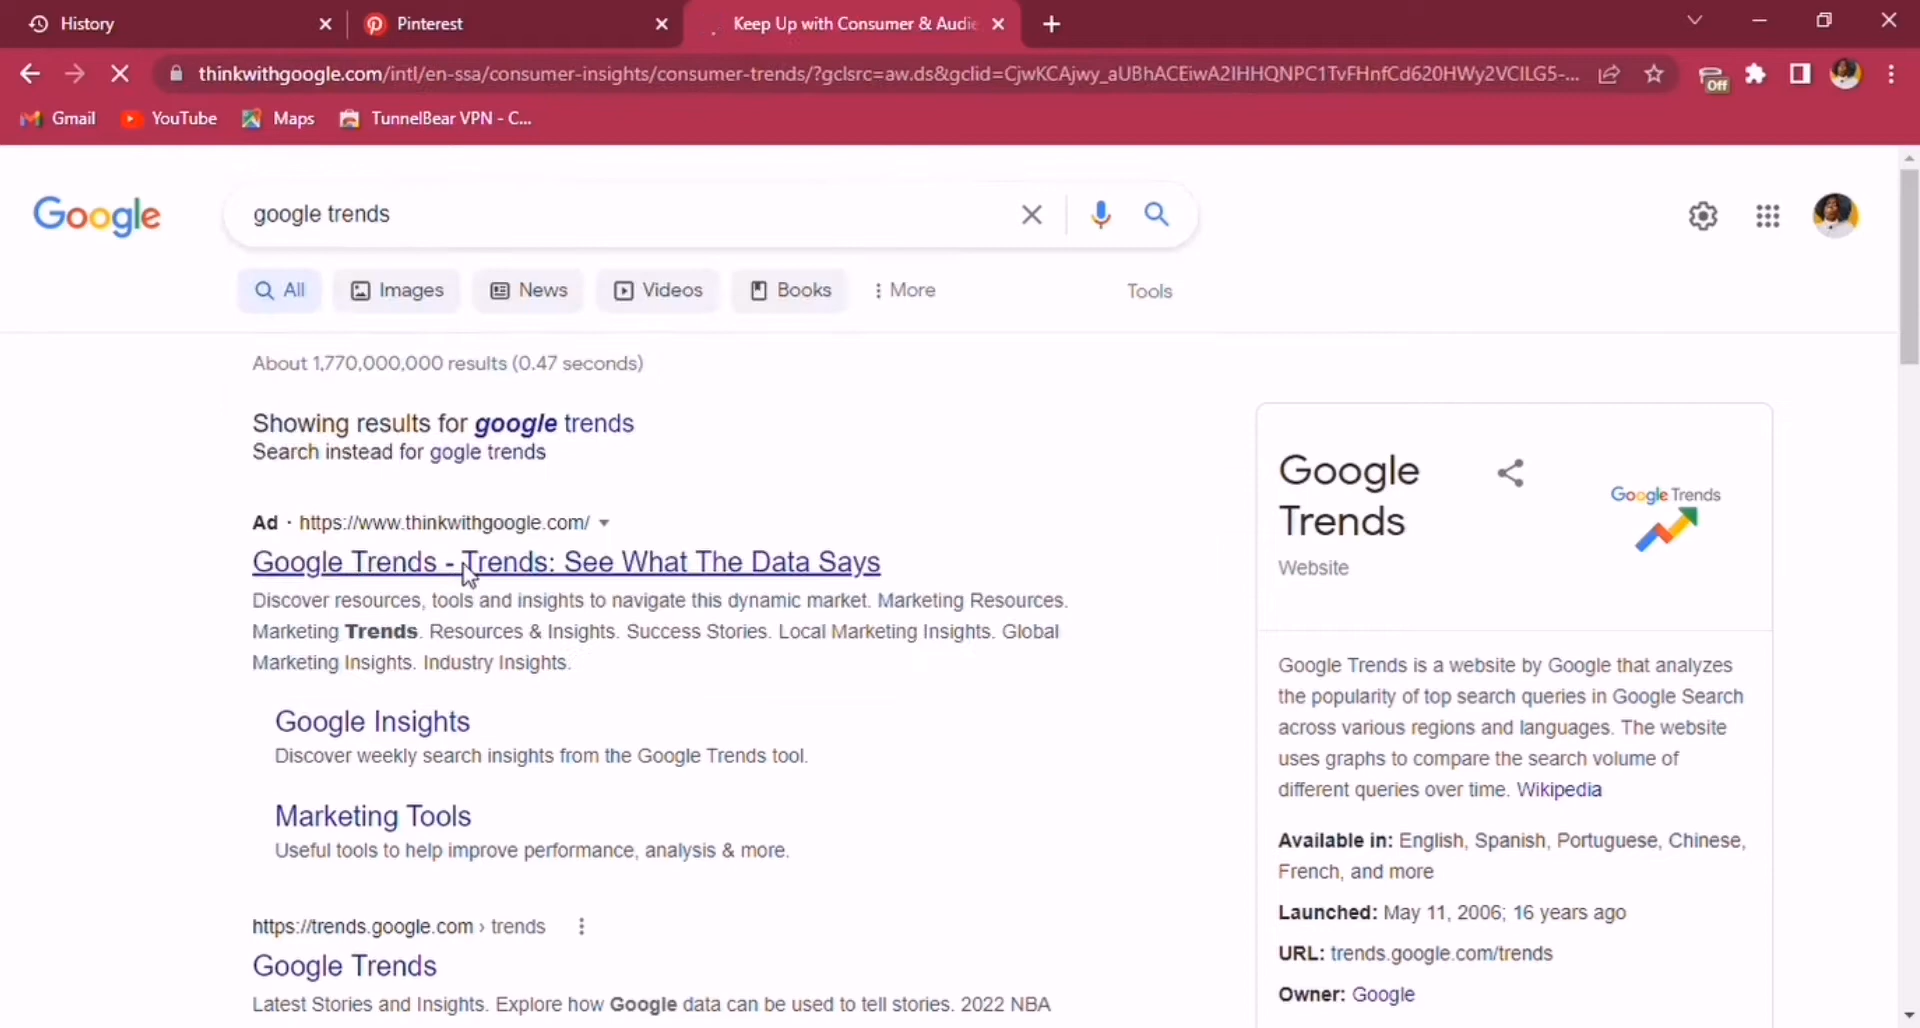 History
Pinterest
Keep Up with Consumer & Audie
thinkwithgoogle.com/intl/en-ssa/consumer-insights/consumer-trends/?gclsrc=aw.ds&gclid=CjwKCAjwy_aUBhACEiwA2IHHQNPC1TvFHnfCd620HWy2VCILG5-...
Off
Gmail
YouTube
Maps
TunnelBear VPN - C...
Google
google trends
All
Images
News
Videos
Books
More
Tools
About 1,770,000,000 results (0.47 seconds)
Showing results for google trends
Search instead for gogle trends
Ad · https://www.thinkwithgoogle.com/
Google Trends - Trends: See What The Data Says
Discover resources, tools and insights to navigate this dynamic market. Marketing Resources.
Marketing Trends. Resources & Insights. Success Stories. Local Marketing Insights. Global
Marketing Insights. Industry Insights.
Google Insights
Discover weekly search insights from the Google Trends tool.
Marketing Tools
Useful tools to help improve performance, analysis & more.
https://trends.google.com › trends
Google Trends
Latest Stories and Insights. Explore how Google data can be used to tell stories. 2022 NBA
Google
Trends
Website
Google Trends
Google Trends is a website by Google that analyzes
the popularity of top search queries in Google Search
across various regions and languages. The website
uses graphs to compare the search volume of
different queries over time. Wikipedia
Available in: English, Spanish, Portuguese, Chinese,
French, and more
Launched: May 11, 2006; 16 years ago
URL: trends.google.com/trends
Owner: Google